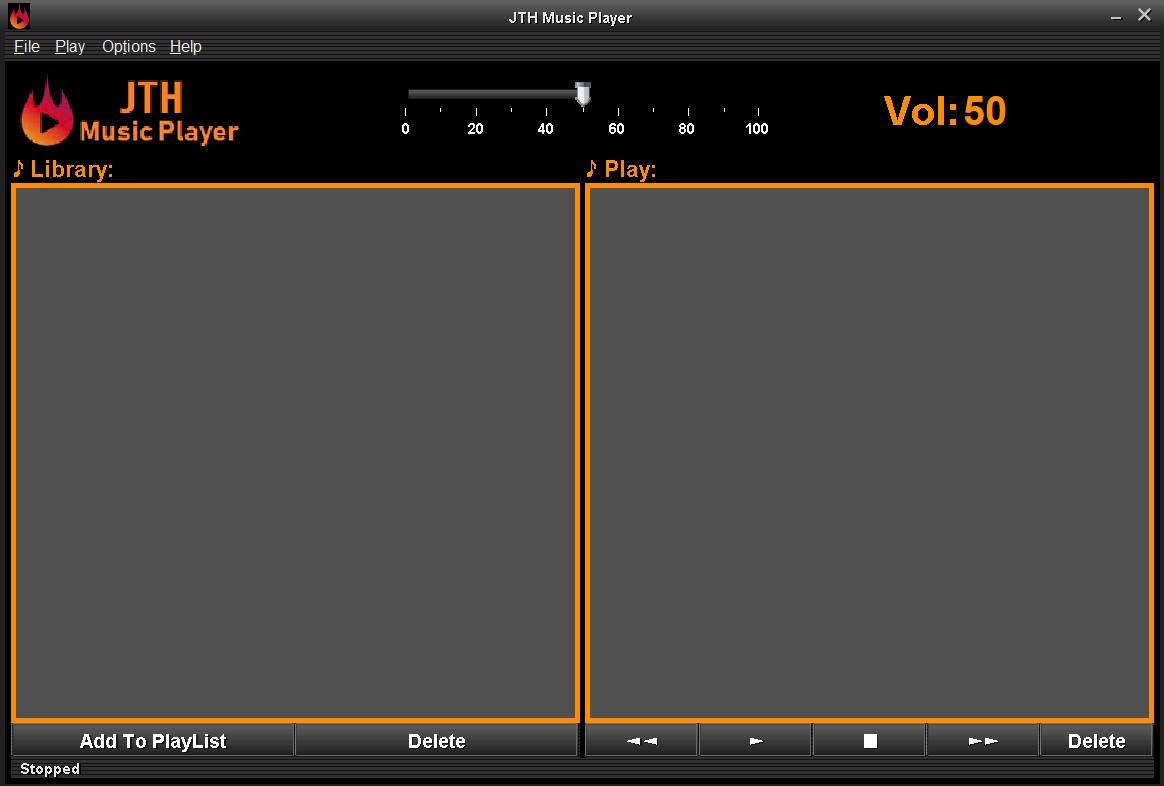 JTH Music Player
File Play Options Help
JTH
Music Player
0 20 40 60 80 100
Vol: 50
♪ Library:
♪ Play:
Add To PlayList Delete
Delete
Stopped